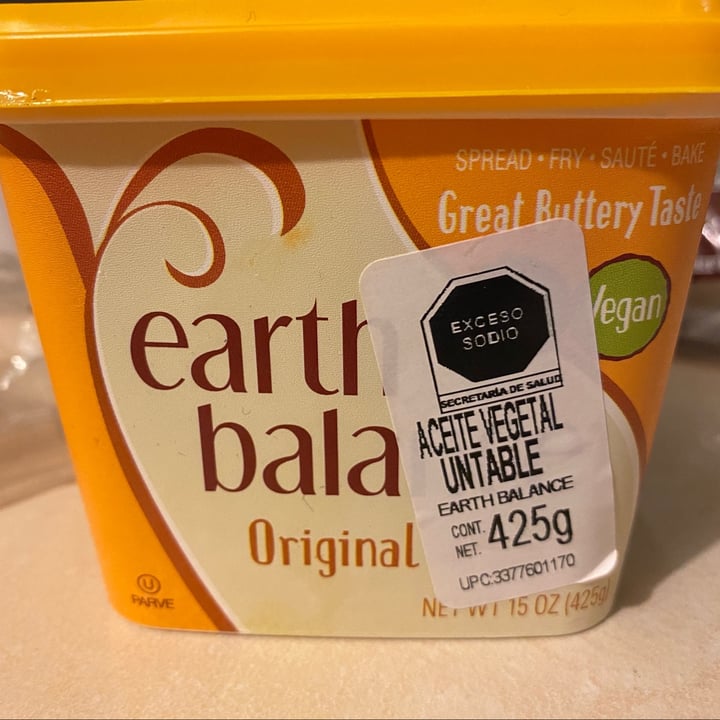 SPREAD • FRY • SAUTÉ • BAKE
Great Buttery Taste
Vegan
earth
bala
Original
EXCESO
SODIO
SECRETARÍA DE SALUD
ACEITE VEGETAL
UNTABLE
EARTH BALANCE
CONT.
NET. 425g
UPC:3377601170
U
PARVE
NET WT 15 OZ (425g)